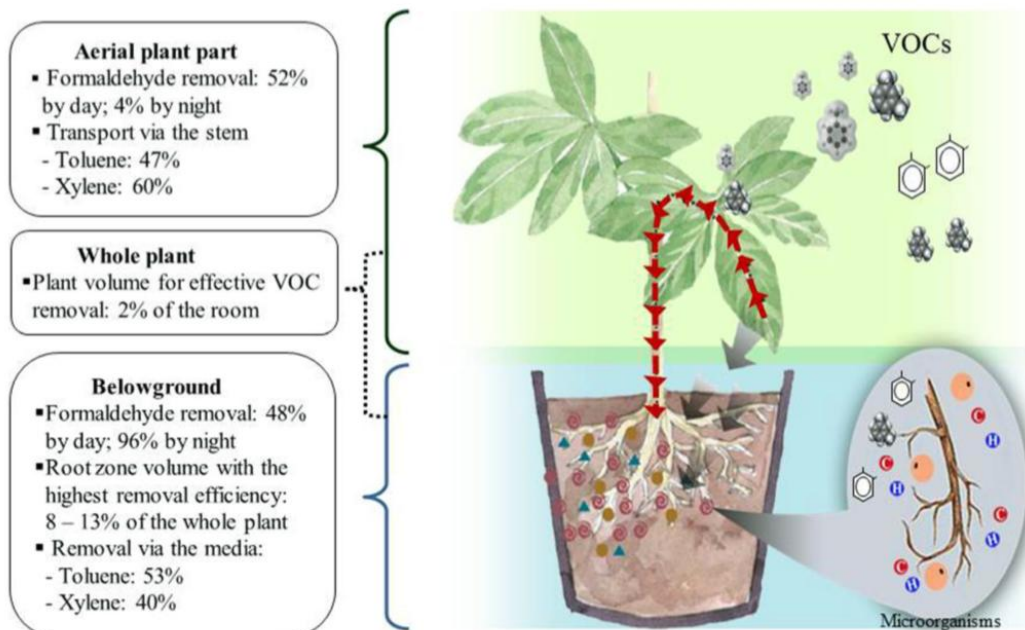 Aerial plant part
▪ Formaldehyde removal: 52%
by day; 4% by night
▪ Transport via the stem
- Toluene: 47%
- Xylene: 60%
Whole plant
▪Plant volume for effective VOC
removal: 2% of the room
Belowground
▪Formaldehyde removal: 48%
by day; 96% by night
▪Root zone volume with the
highest removal efficiency:
8 – 13% of the whole plant
▪ Removal via the media:
- Toluene: 53%
- Xylene: 40%
VOCs
C
H
C
C
H
C
H
Microorganisms